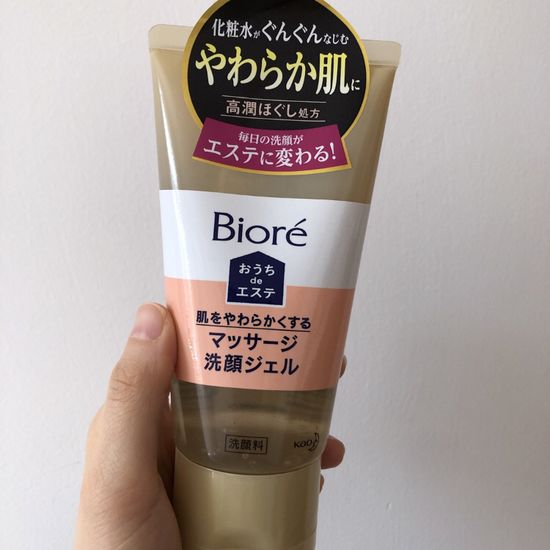 化粧水がぐんぐんなじむ
やわらか肌に
高潤ほぐし処方
毎日の洗顔が
エステに変わる!
Bioré
おうち
de
エステ
肌をやわらかくする
マッサージ
洗顔ジェル
洗顔料
Kao